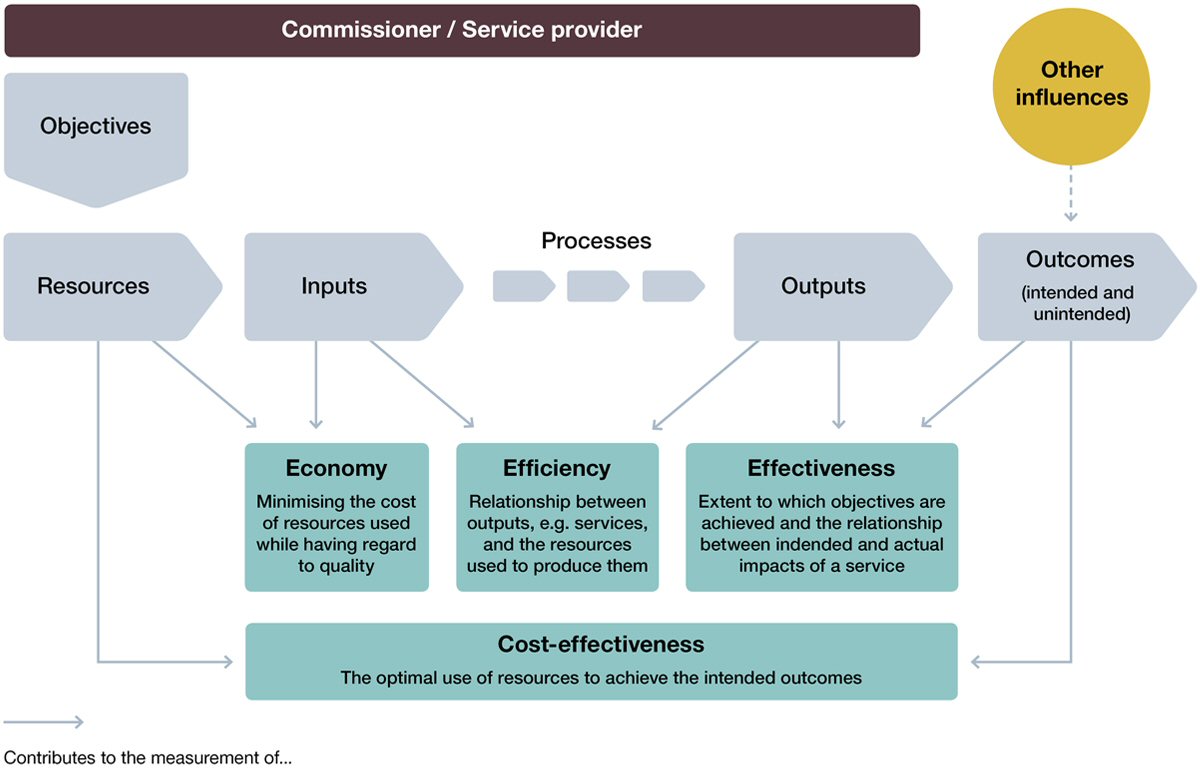 Commissioner / Service provider
Other
influences
Objectives
Resources
Inputs
Processes
Outputs
Outcomes
(intended and
unintended)
Economy
Minimising the cost
of resources used
while having regard
to quality
Efficiency
Relationship between
outputs, e.g. services,
and the resources
used to produce them
Effectiveness
Extent to which objectives are
achieved and the relationship
between indended and actual
impacts of a service
Cost-effectiveness
The optimal use of resources to achieve the intended outcomes
Contributes to the measurement of...